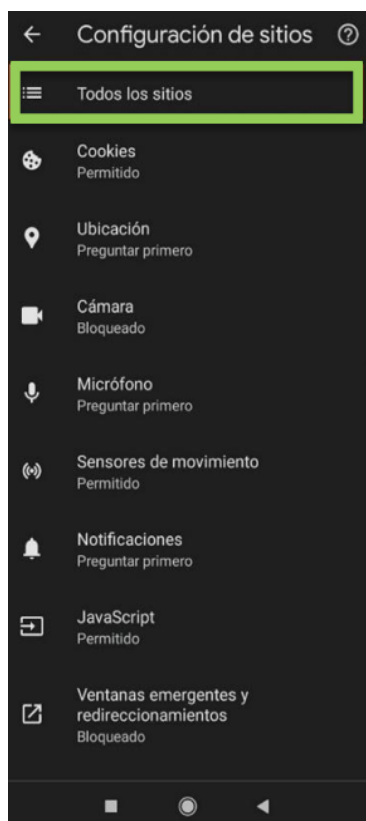 Configuración de sitios
Todos los sitios
Cookies
Permitido
Ubicación
Preguntar primero
Cámara
Bloqueado
Micrófono
Preguntar primero
Sensores de movimiento
Permitido
Notificaciones
Preguntar primero
JavaScript
Permitido
Ventanas emergentes y
redireccionamientos
Bloqueado